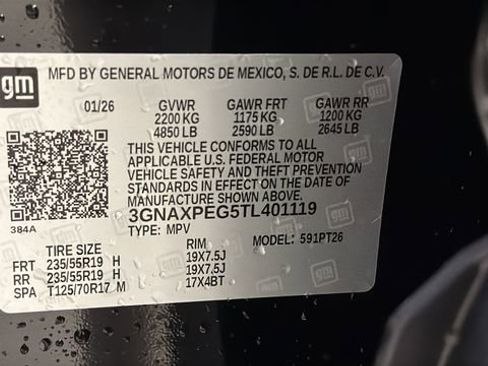 gm MFD BY GENERAL MOTORS DE MEXICO, S. DE R.L. DE C.V.
01/26 GVWR GAWR FRT GAWR RR
2200 KG 1175 KG 1200 KG
4850 LB 2590 LB 2645 LB
THIS VEHICLE CONFORMS TO ALL
APPLICABLE U.S. FEDERAL MOTOR
VEHICLE SAFETY AND THEFT PREVENTION
STANDARDS IN EFFECT ON THE DATE OF
MANUFACTURE SHOWN ABOVE.
3GNAXPEG5TL401119
384A TYPE: MPV MODEL: 591PT26
TIRE SIZE RIM
FRT 235/55R19 H 19X7.5J
RR 235/55R19 H 19X7.5J
SPA T125/70R17 M 17X4BT